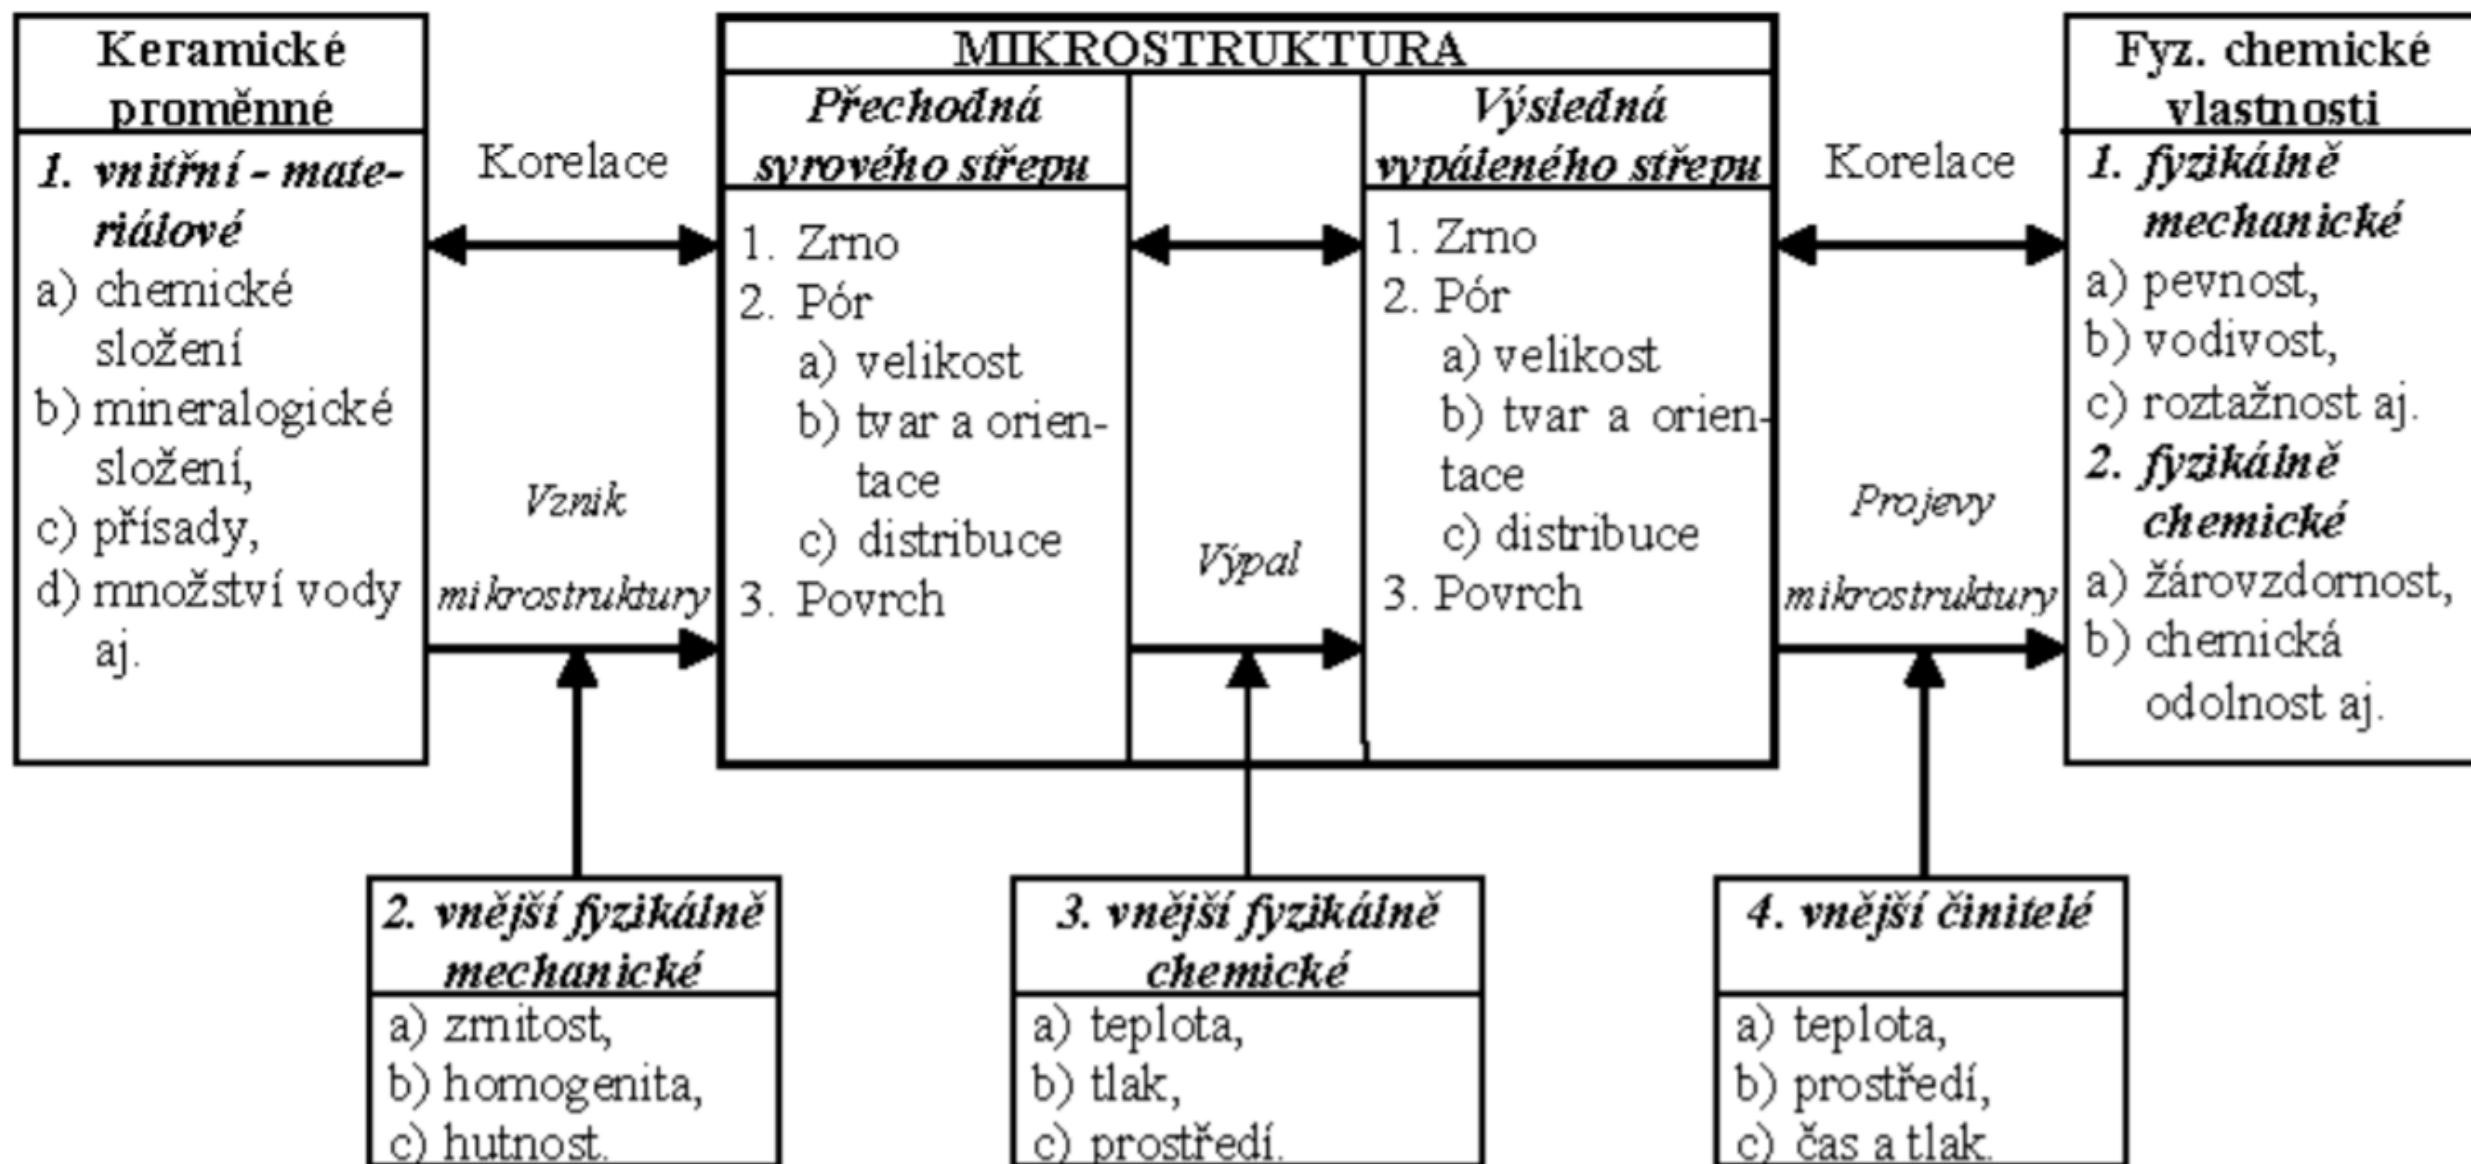 Keramické
proměnné
1. vnitřní - mate-
riálové
a) chemické
složení
b) mineralogické
složení,
c) přísady,
d) množství vody
aj.
Korelace
Vznik
mikrostruktury
MIKROSTRUKTURA
Přechodná
syrového střepu
1. Zrno
2. Pór
a) velikost
b) tvar a orien-
tace
c) distribuce
3. Povrch
Výpal
Výsledná
vypáleného střepu
1. Zrno
2. Pór
a) velikost
b) tvar a orien-
tace
c) distribuce
3. Povrch
Korelace
Projevy
mikrostruktury
Fyz. chemické
vlastnosti
1. fyzikálně
mechanické
a) pevnost,
b) vodivost,
c) roztažnost aj.
2. fyzikálně
chemické
a) žárovzdornost,
b) chemická
odolnost aj.
2. vnější fyzikálně
mechanické
a) zrnitost,
b) homogenita,
c) hutnost.
3. vnější fyzikálně
chemické
a) teplota,
b) tlak,
c) prostředí.
4. vnější činitelé
a) teplota,
b) prostředí,
c) čas a tlak.